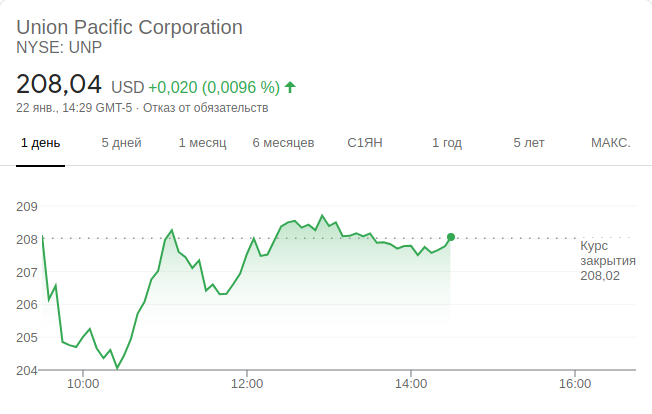 Union Pacific Corporation
NYSE: UNP
208,04 USD +0,020 (0,0096 %)
22 янв., 14:29 GMT-5 · Отказ от обязательств
1 день 5 дней 1 месяц 6 месяцев С1ЯН 1 год 5 лет МАКС.
209
208
Курс
закрытия
208,02
207
206
205
204
10:00 12:00 14:00 16:00